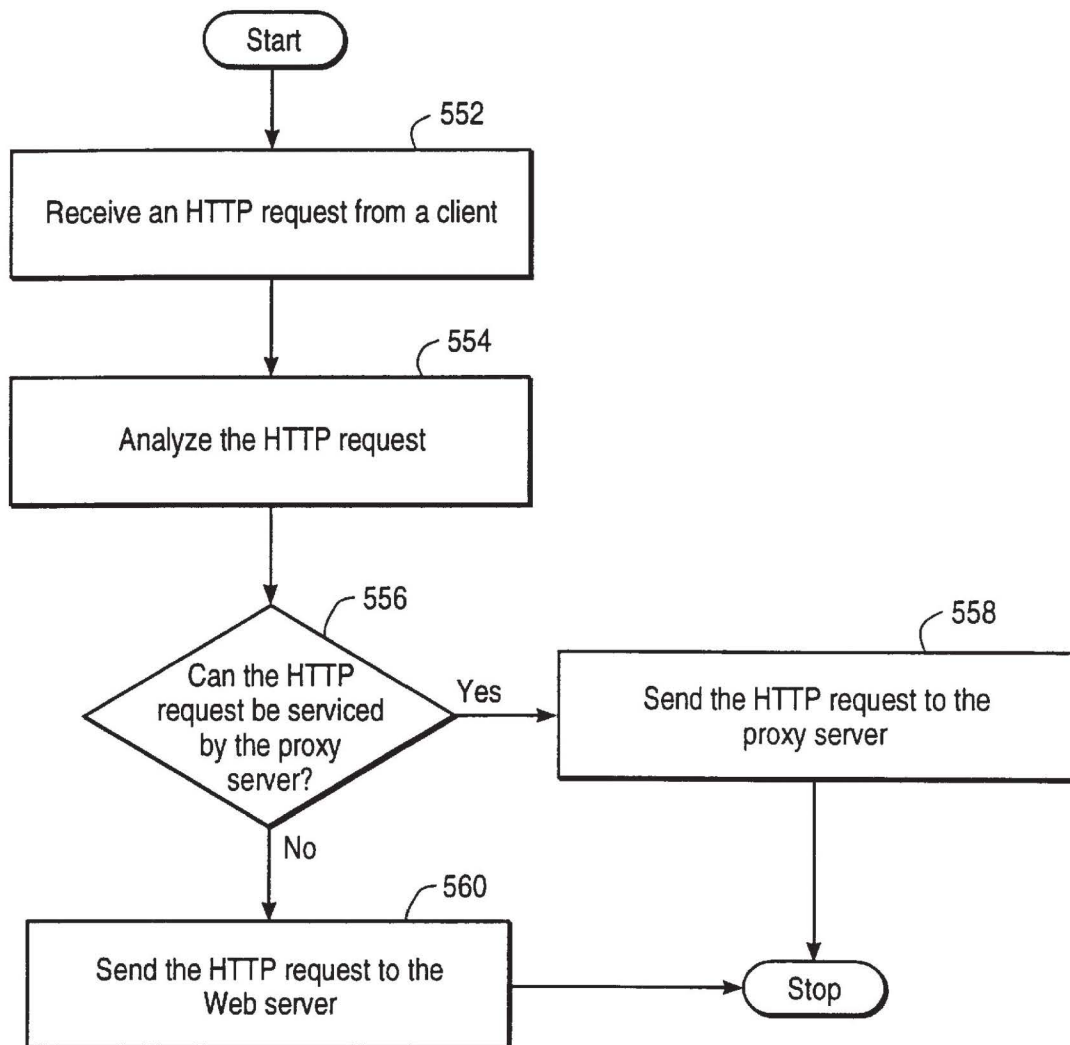 Start
552
Receive an HTTP request from a client
554
Analyze the HTTP request
556
Can the HTTP
request be serviced
by the proxy
server?
Yes
558
Send the HTTP request to the
proxy server
No
560
Send the HTTP request to the
Web server
Stop